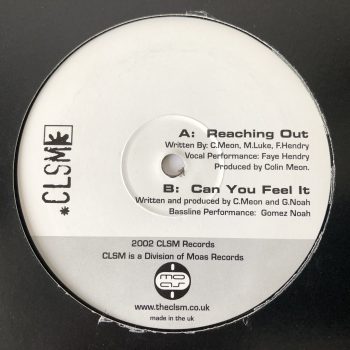 *CLSM*
A: Reaching Out
Written By: C.Meon, M.Luke, F.Hendry
Vocal Performance: Faye Hendry
Produced by Colin Meon.
B: Can You Feel It
Written and produced by C.Meon and G.Noah
Bassline Performance: Gomez Noah
2002 CLSM Records
CLSM is a Division of Moas Records
mo
as
www.theclsm.co.uk
made in the uk